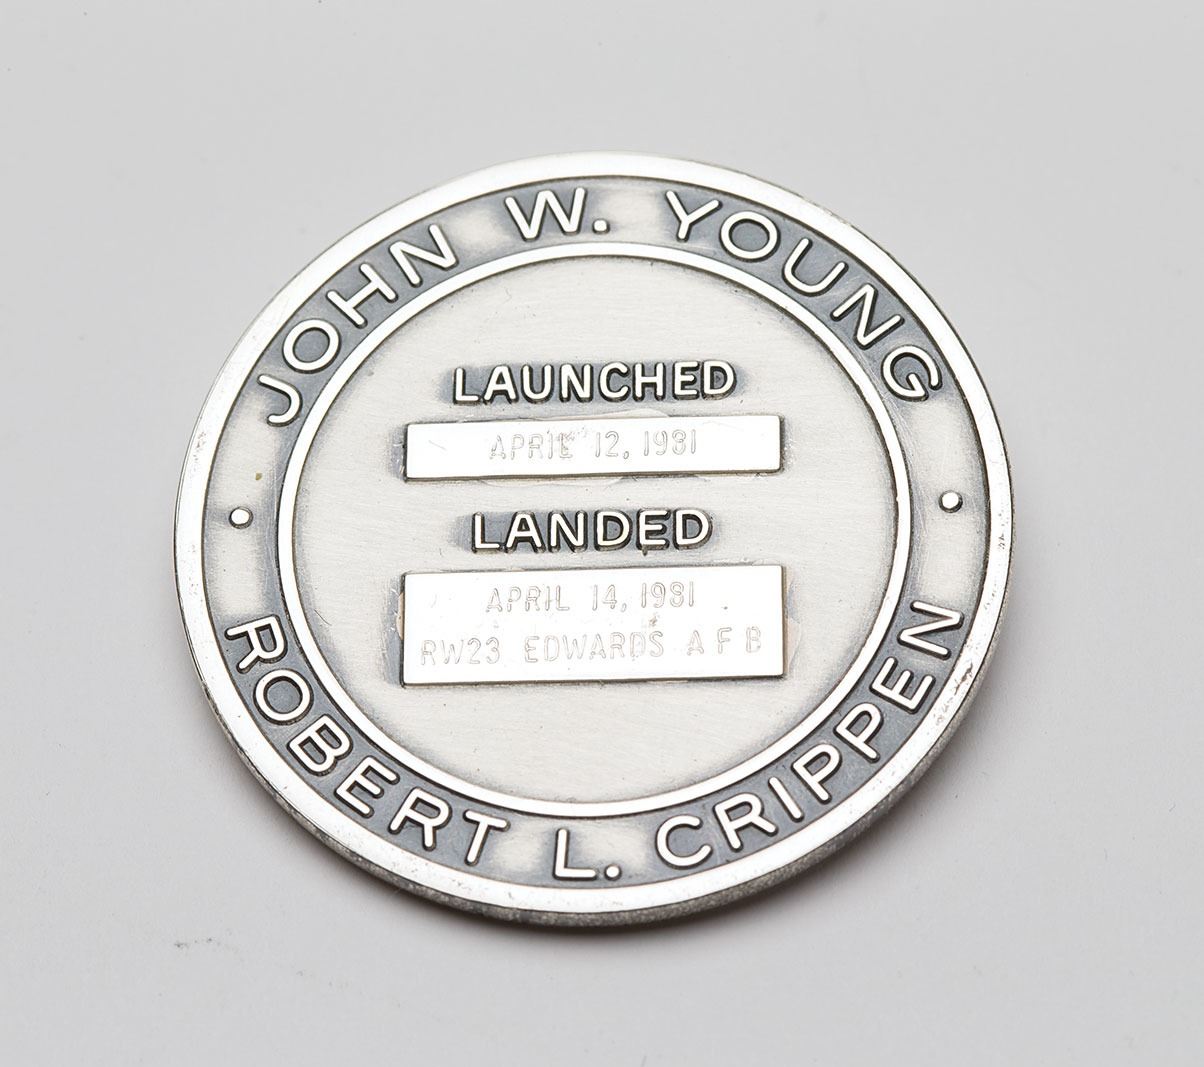 JOHN W. YOUNG
LAUNCHED
APRIL 12, 1981
LANDED
APRIL 14, 1981
RW23 EDWARDS A F B
ROBERT L. CRIPPEN